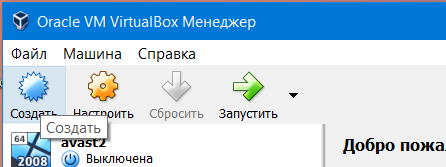 Oracle VM VirtualBox Менеджер
Файл Машина Справка
Создать Настроить Сбросить Запустить
Создать
64
2008
avast2
Выключена
Добро пожа